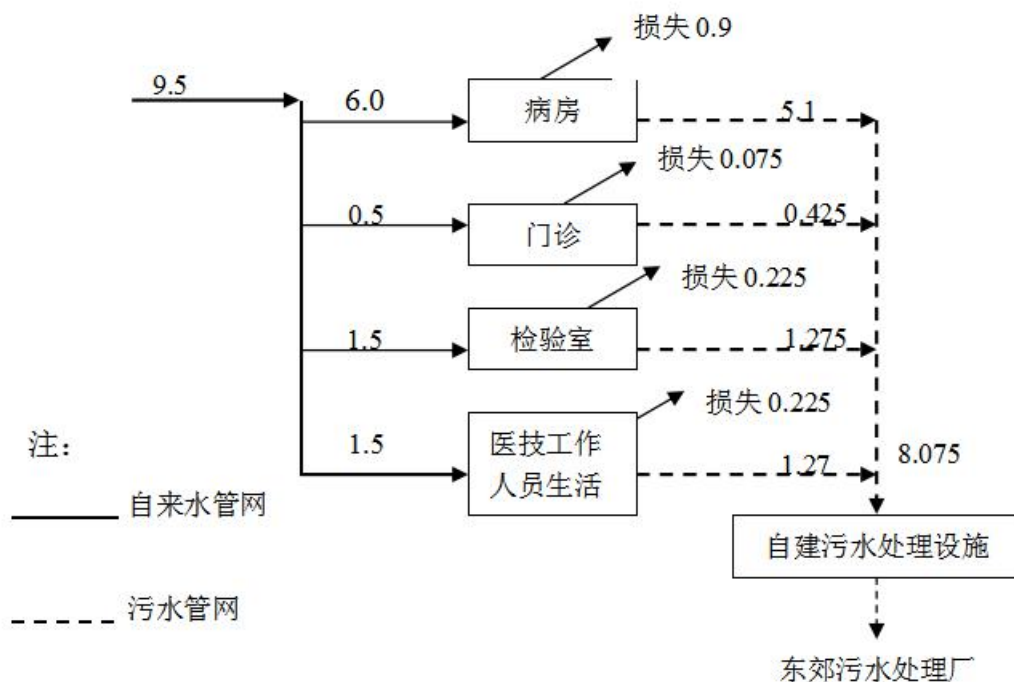 损失 0.9
9.5
6.0
病房
5.1
损失 0.075
0.5
门诊
0.425
损失 0.225
1.5
检验室
1.275
损失 0.225
1.5
医技工作
人员生活
1.27
8.075
注：
自来水管网
自建污水处理设施
污水管网
东郊污水处理厂